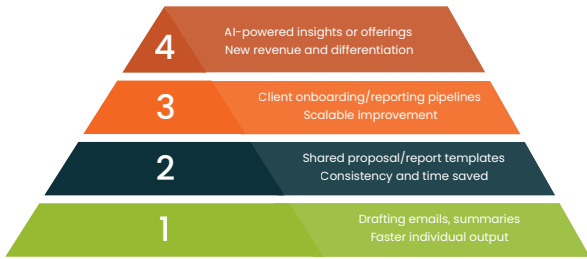 4
AI-powered insights or offerings
New revenue and differentiation
3
Client onboarding/reporting pipelines
Scalable improvement
2
Shared proposal/report templates
Consistency and time saved
1
Drafting emails, summaries
Faster individual output